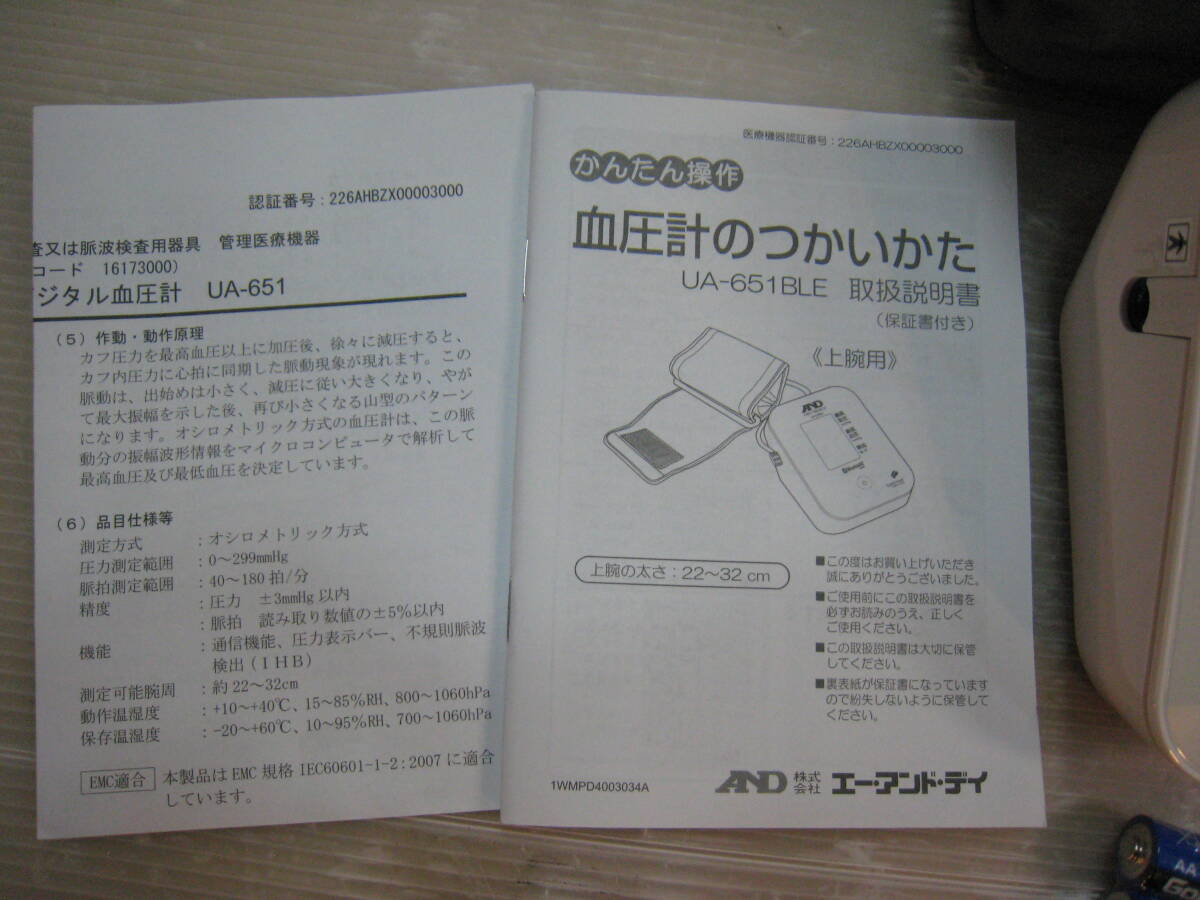 認証番号:226AHBZX00003000
査又は脈波検査用器具 管理医療機器
コード 16173000)
ジタル血圧計 UA-651
(5)作動・動作原理
カフ圧力を最高血圧以上に加圧後、徐々に減圧すると、
カフ内圧力に心拍に同期した脈動現象が現れます。この
脈動は、出始めは小さく、減圧に従い大きくなり、やが
て最大振幅を示した後、再び小さくなる山型のパターン
になります。オシロメトリック方式の血圧計は、この脈
動分の振幅波形情報をマイクロコンピュータで解析して
最高血圧及び最低血圧を決定しています。
(6)品目仕様等
測定方式 :オシロメトリック方式
圧力測定範囲 :0~299mmHg
脈拍測定範囲 :40~180 拍/分
精度 :圧力 ±3mmHg 以内
:脈拍 読み取り数値の±5%以内
機能 :通信機能、圧力表示バー、不規則脈波
検出(IHB)
測定可能腕周 :約 22~32cm
動作温湿度 :+10~+40℃、15~85%RH、800~1060hPa
保存温湿度 :-20~+60℃、10~95%RH、700~1060hPa
EMC適合 本製品は EMC 規格 IEC60601-1-2:2007 に適合
しています。
医療機器認証番号:226AHBZX00003000
かんたん操作
血圧計のつかいかた
UA-651BLE 取扱説明書
(保証書付き)
《上腕用》
AND
上腕の太さ:22~32 cm
■この度はお買い上げいただき
誠にありがとうございました。
■ご使用前にこの取扱説明書を
必ずお読みのうえ、正しく
ご使用ください。
■この取扱説明書は大切に保管
してください。
■裏表紙が保証書になっています
ので紛失しないように保管して
ください。
1WMPD4003034A
AND 株式会社 エー・アンド・デイ
AA